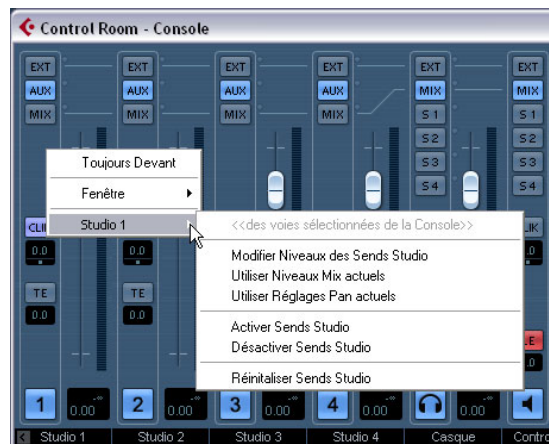 Control Room - Console
EXT EXT EXT EXT EXT EXT
AUX AUX AUX AUX MIX MIX
MIX MIX MIX MIX S 1 S 1
S 2 S 2
S 3 S 3
S 4 S 4
Toujours Devant
Fenêtre
Studio 1
<<des voies sélectionnées de la Console>>
Modifier Niveaux des Sends Studio
Utiliser Niveaux Mix actuels
Utiliser Réglages Pan actuels
Activer Sends Studio
Désactiver Sends Studio
Réinitialiser Sends Studio
0.0 0.0
TE TE
0.0 0.0
1 0.00 2 0.00 3 0.00 4 0.00 0.00
Studio 1 Studio 2 Studio 3 Studio 4 Casque Contr